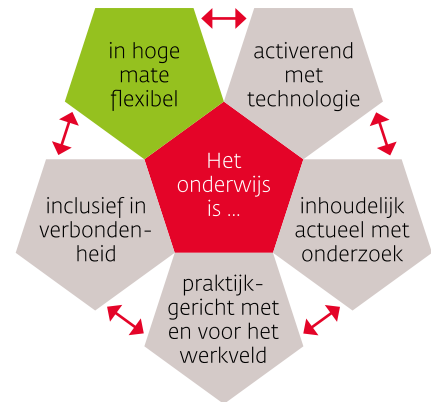 in hoge
mate
flexibel
activerend
met
technologie
Het
onderwijs
is ...
inclusief in
verbonden-
heid
inhoudelijk
actueel met
onderzoek
praktijk-
gericht met
en voor het
werkveld